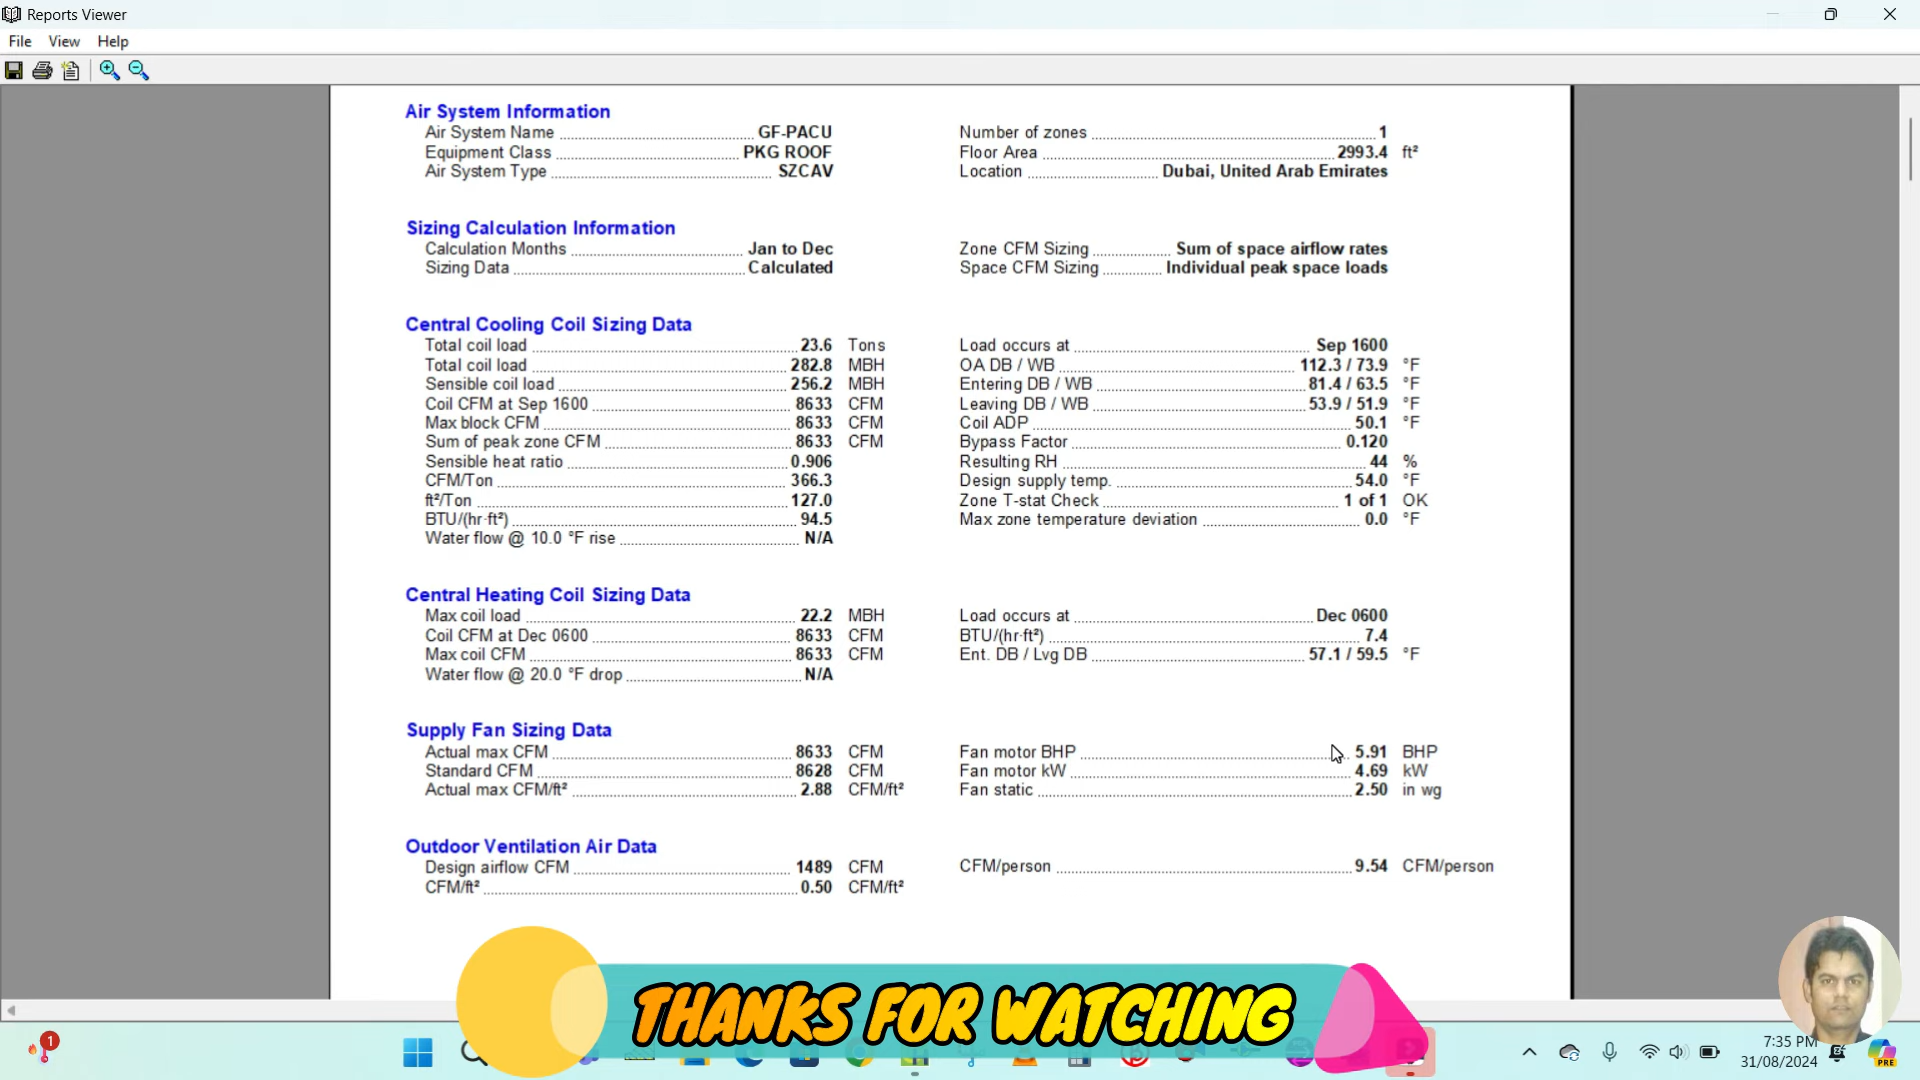 Reports Viewer
File View Help
Air System Information
Air System Name GF-PACU Number of zones 1
Equipment Class PKG ROOF Floor Area 2993.4 ft²
Air System Type SZCAV Location Dubai, United Arab Emirates
Sizing Calculation Information
Calculation Months Jan to Dec Zone CFM Sizing Sum of space airflow rates
Sizing Data Calculated Space CFM Sizing Individual peak space loads
Central Cooling Coil Sizing Data
Total coil load 23.6 Tons Load occurs at Sep 1600
Total coil load 282.8 MBH OA DB / WB 112.3 / 73.9 °F
Sensible coil load 256.2 MBH Entering DB / WB 81.4 / 63.5 °F
Coil CFM at Sep 1600 8633 CFM Leaving DB / WB 53.9 / 51.9 °F
Max block CFM 8633 CFM Coil ADP 50.1 °F
Sum of peak zone CFM 8633 CFM Bypass Factor 0.120
Sensible heat ratio 0.906 Resulting RH 44 %
CFM/Ton 366.3 Design supply temp. 54.0 °F
ft²/Ton 127.0 Zone T-stat Check 1 of 1 OK
BTU/(hr·ft²) 94.5 Max zone temperature deviation 0.0 °F
Water flow @ 10.0 °F rise N/A
Central Heating Coil Sizing Data
Max coil load 22.2 MBH Load occurs at Dec 0600
Coil CFM at Dec 0600 8633 CFM BTU/(hr·ft²) 7.4
Max coil CFM 8633 CFM Ent. DB / Lvg DB 57.1 / 59.5 °F
Water flow @ 20.0 °F drop N/A
Supply Fan Sizing Data
Actual max CFM 8633 CFM Fan motor BHP 5.91 BHP
Standard CFM 8628 CFM Fan motor kW 4.69 kW
Actual max CFM/ft² 2.88 CFM/ft² Fan static 2.50 in wg
Outdoor Ventilation Air Data
Design airflow CFM 1489 CFM CFM/person 9.54 CFM/person
CFM/ft² 0.50 CFM/ft²
THANKS FOR WATCHING
1
7:35 PM
31/08/2024
PRE